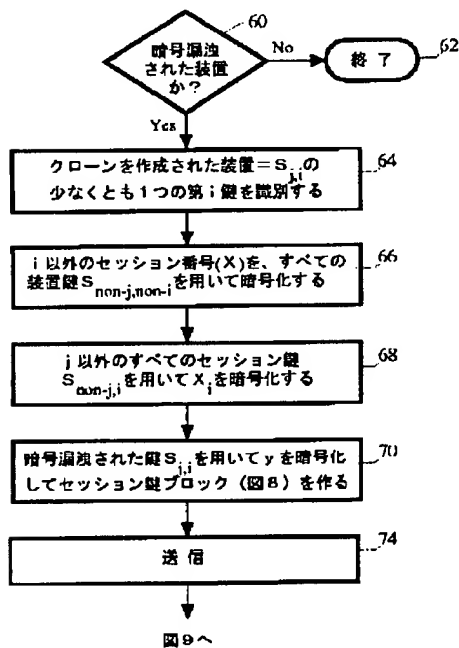 60
暗号漏洩
された装置
か？
No
終了
62
Yes
クローンを作成された装置＝S j,i の
少なくとも１つの第ｉ鍵を識別する
64
ｉ以外のセッション番号(X)を、すべての
装置鍵S non-j,non-i を用いて暗号化する
66
ｊ以外のすべてのセッション鍵
S non-j,i を用いてX i を暗号化する
68
暗号漏洩された鍵S j,i を用いてｙを暗号化
してセッション鍵ブロック（図８）を作る
70
送信
74
図９へ